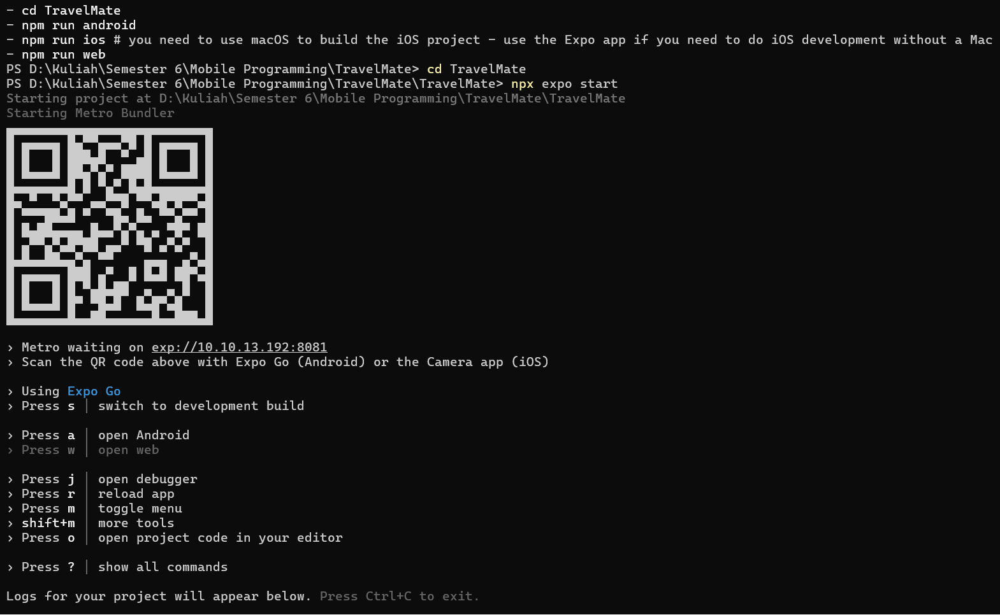 - cd TravelMate
- npm run android
- npm run ios # you need to use macOS to build the iOS project - use the Expo app if you need to do iOS development without a Mac
- npm run web
PS D:\Kuliah\Semester 6\Mobile Programming\TravelMate> cd TravelMate
PS D:\Kuliah\Semester 6\Mobile Programming\TravelMate\TravelMate> npx expo start
Starting project at D:\Kuliah\Semester 6\Mobile Programming\TravelMate\TravelMate
Starting Metro Bundler
› Metro waiting on exp://10.10.13.192:8081
› Scan the QR code above with Expo Go (Android) or the Camera app (iOS)
› Using Expo Go
› Press s │ switch to development build
› Press a │ open Android
› Press w │ open web
› Press j │ open debugger
› Press r │ reload app
› Press m │ toggle menu
› shift+m │ more tools
› Press o │ open project code in your editor
› Press ? │ show all commands
Logs for your project will appear below. Press Ctrl+C to exit.